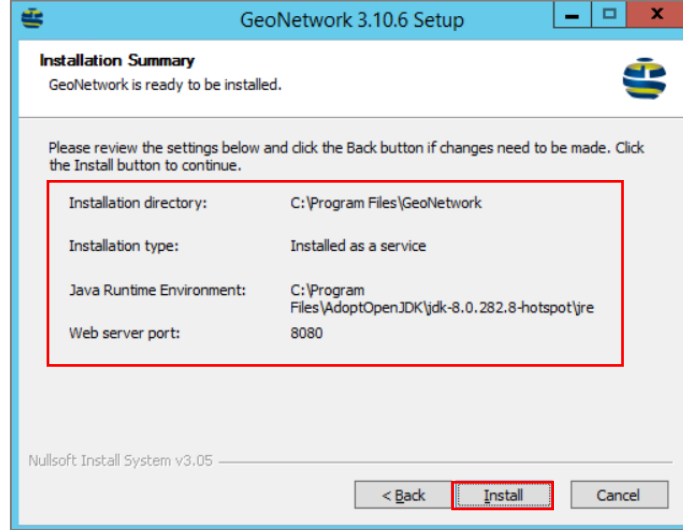 GeoNetwork 3.10.6 Setup
Installation Summary
GeoNetwork is ready to be installed.
Please review the settings below and click the Back button if changes need to be made. Click
the Install button to continue.
Installation directory: C:\Program Files\GeoNetwork
Installation type: Installed as a service
Java Runtime Environment: C:\Program
Files\AdoptOpenJDK\jdk-8.0.282.8-hotspot\jre
Web server port: 8080
Nullsoft Install System v3.05
< Back Install Cancel